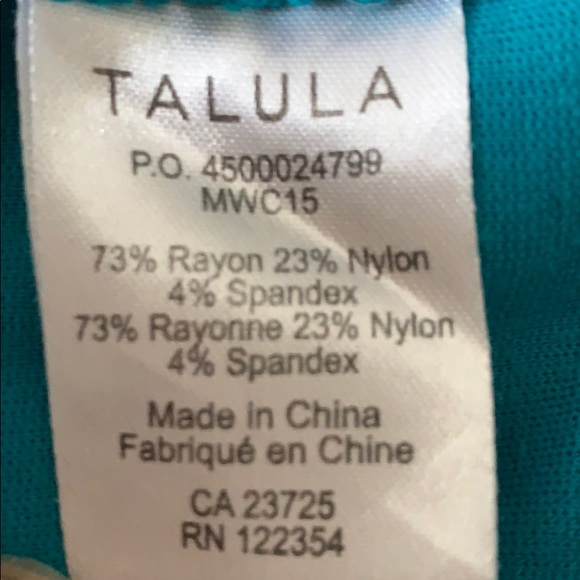 TALULA
P.O. 4500024799
MWC15
73% Rayon 23% Nylon
4% Spandex
73% Rayonne 23% Nylon
4% Spandex
Made in China
Fabriqué en Chine
CA 23725
RN 122354